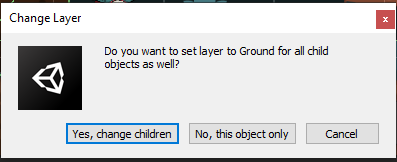 Change Layer
x
Do you want to set layer to Ground for all child
objects as well?
Yes, change children
No, this object only
Cancel